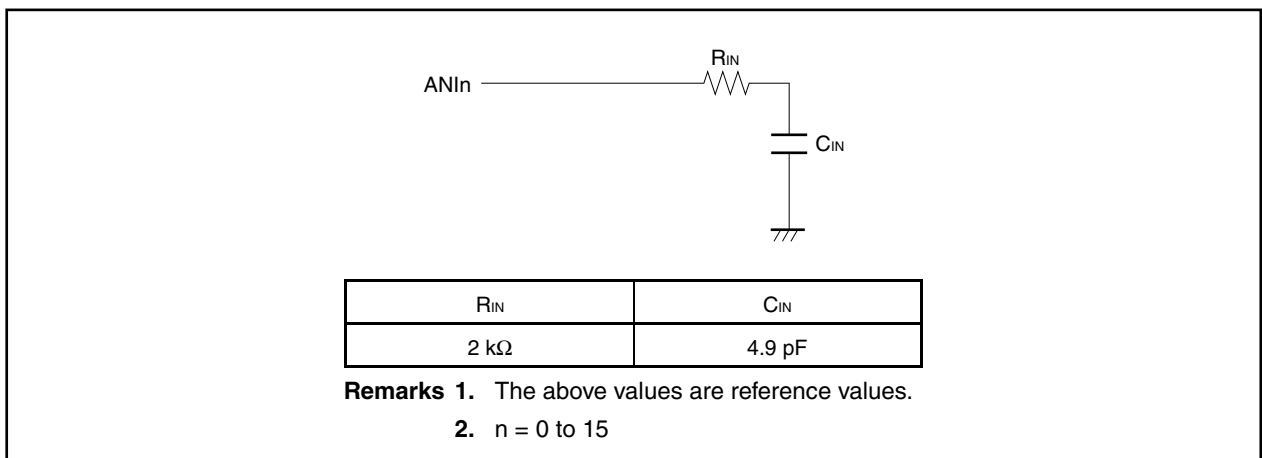 RIN
ANIn
CIN
RIN CIN
2 kΩ 4.9 pF
Remarks 1. The above values are reference values.
2. n = 0 to 15